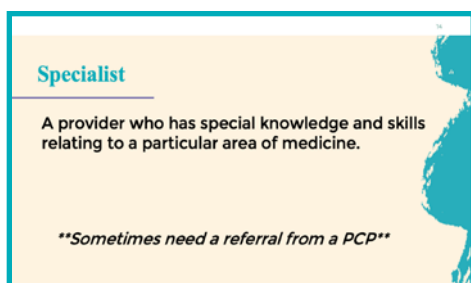 Specialist
A provider who has special knowledge and skills
relating to a particular area of medicine.
**Sometimes need a referral from a PCP**